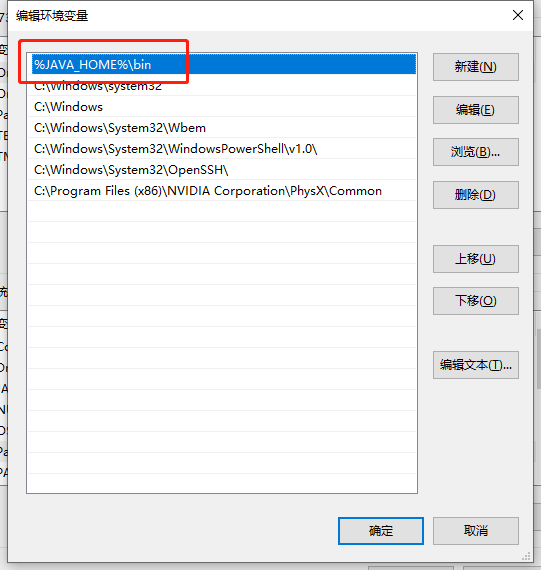 编辑环境变量
%JAVA_HOME%\bin
C:\Windows\system32
C:\Windows
C:\Windows\System32\Wbem
C:\Windows\System32\WindowsPowerShell\v1.0\
C:\Windows\System32\OpenSSH\
C:\Program Files (x86)\NVIDIA Corporation\PhysX\Common
新建(N)
编辑(E)
浏览(B)...
删除(D)
上移(U)
下移(O)
编辑文本(T)...
确定
取消